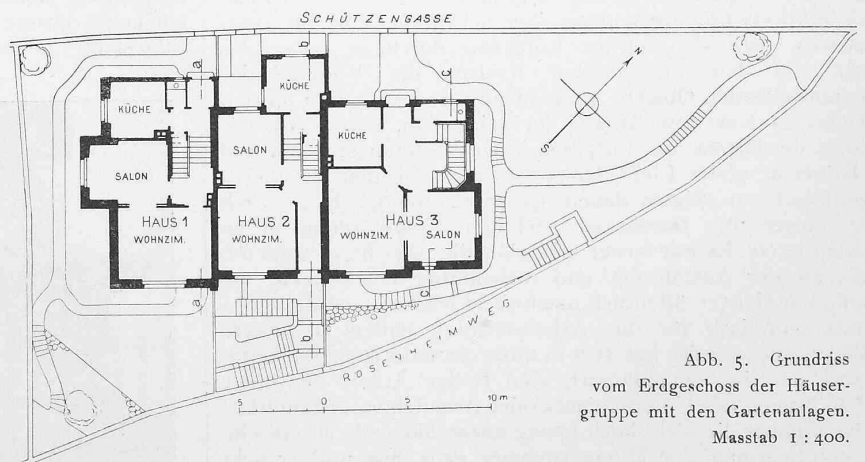 SCHÜTZENGASSE
a
b
c
N
S
KÜCHE
KÜCHE
KÜCHE
SALON
SALON
HAUS 1
WOHNZIM.
HAUS 2
WOHNZIM.
HAUS 3
WOHNZIM.
SALON
a
b
c
ROSENHEIMWEG
5 0 5 10 m
Abb. 5. Grundriss
vom Erdgeschoss der Häuser-
gruppe mit den Gartenanlagen.
Masstab 1 : 400.